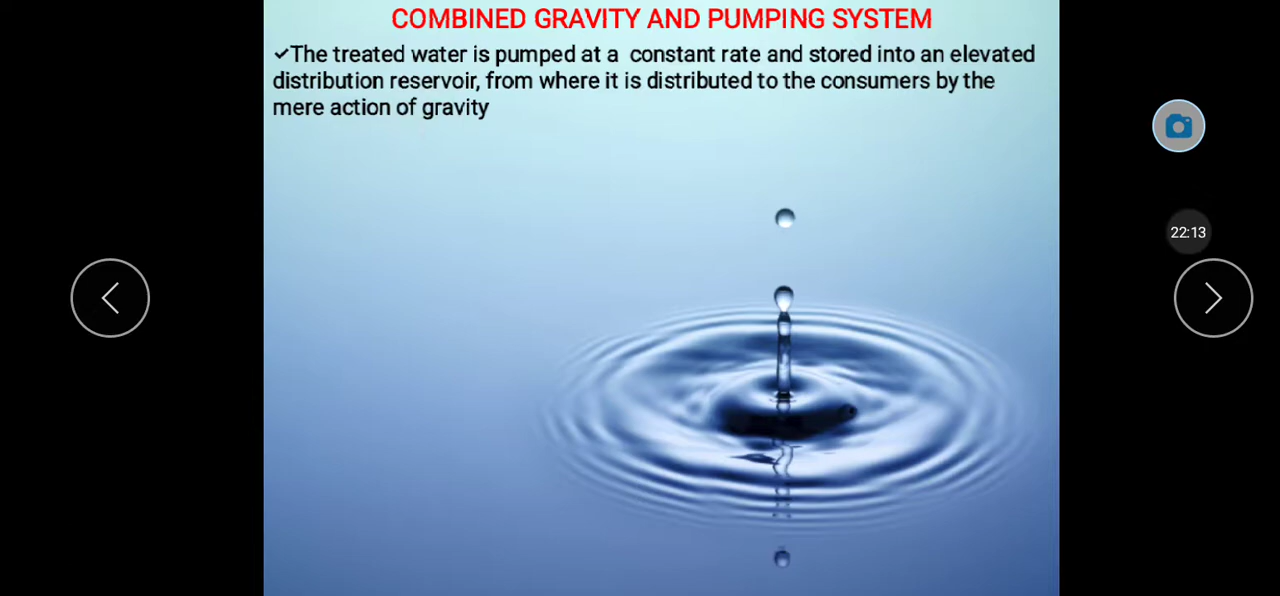 COMBINED GRAVITY AND PUMPING SYSTEM
✓The treated water is pumped at a constant rate and stored into an elevated
distribution reservoir, from where it is distributed to the consumers by the
mere action of gravity
22:13